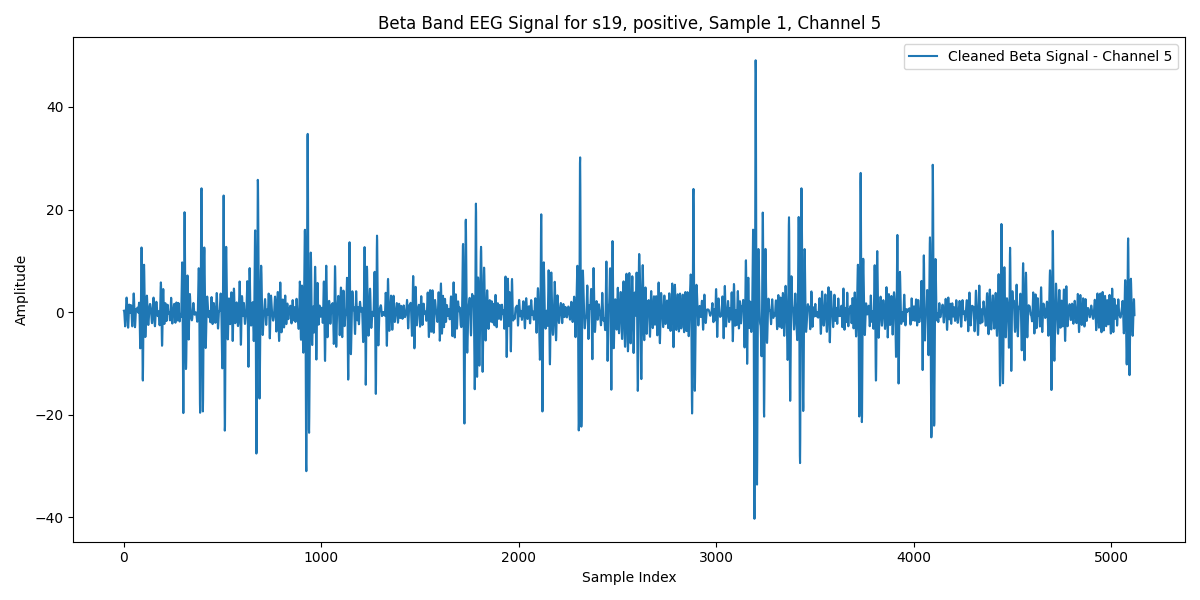 Beta Band EEG Signal for s19, positive, Sample 1, Channel 5
Cleaned Beta Signal - Channel 5
Amplitude
40
20
0
−20
−40
0 1000 2000 3000 4000 5000
Sample Index